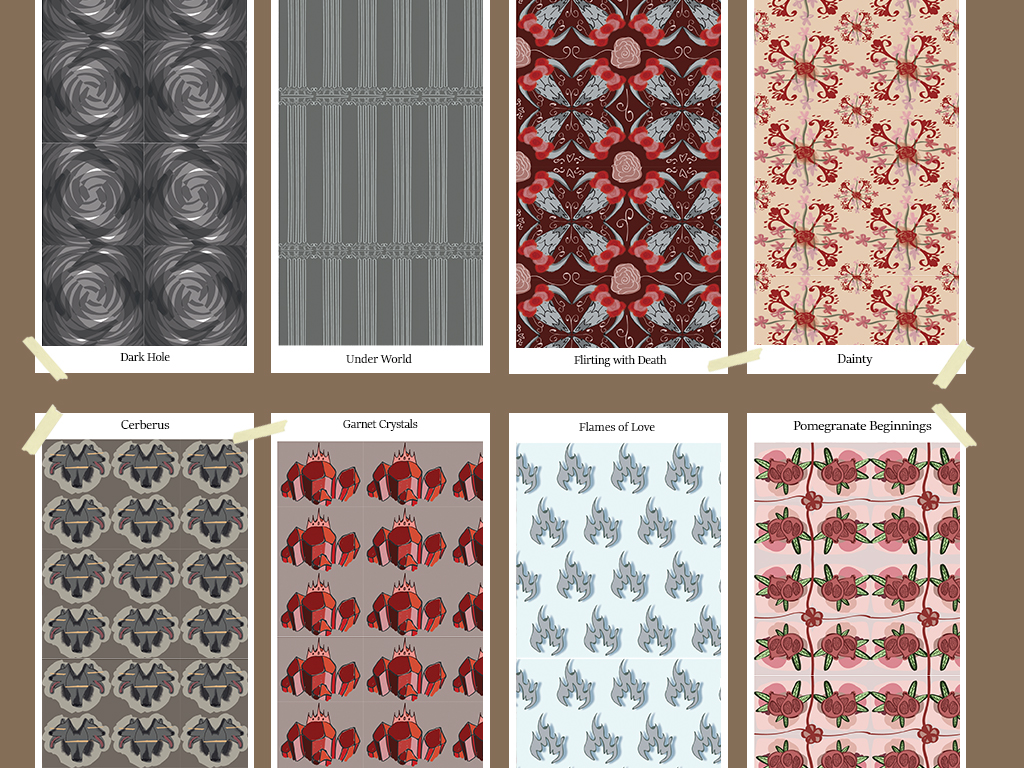 Dark Hole
Under World
Flirting with Death
Dainty
Cerberus
Garnet Crystals
Flames of Love
Pomegranate Beginnings